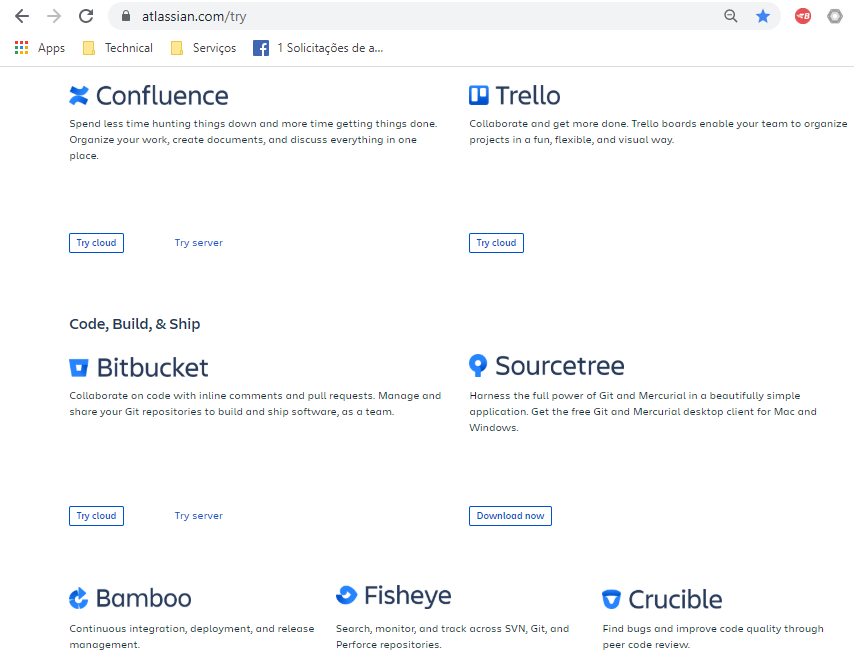 atlassian.com/try
Apps Technical Serviços 1 Solicitações de a...
Confluence
Spend less time hunting things down and more time getting things done.
Organize your work, create documents, and discuss everything in one
place.
Try cloud Try server
Trello
Collaborate and get more done. Trello boards enable your team to organize
projects in a fun, flexible, and visual way.
Try cloud
Code, Build, & Ship
Bitbucket
Collaborate on code with inline comments and pull requests. Manage and
share your Git repositories to build and ship software, as a team.
Try cloud Try server
Sourcetree
Harness the full power of Git and Mercurial in a beautifully simple
application. Get the free Git and Mercurial desktop client for Mac and
Windows.
Download now
Bamboo
Continuous integration, deployment, and release
management.
Fisheye
Search, monitor, and track across SVN, Git, and
Perforce repositories.
Crucible
Find bugs and improve code quality through
peer code review.